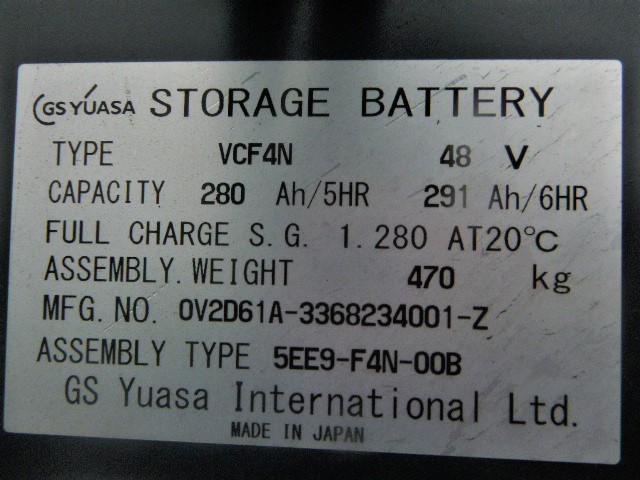 GS YUASA STORAGE BATTERY
TYPE VCF4N 48 V
CAPACITY 280 Ah/5HR 291 Ah/6HR
FULL CHARGE S.G. 1.280 AT20℃
ASSEMBLY.WEIGHT 470 kg
MFG.NO. 0V2D61A-3368234001-Z
ASSEMBLY TYPE 5EE9-F4N-00B
GS Yuasa International Ltd.
MADE IN JAPAN